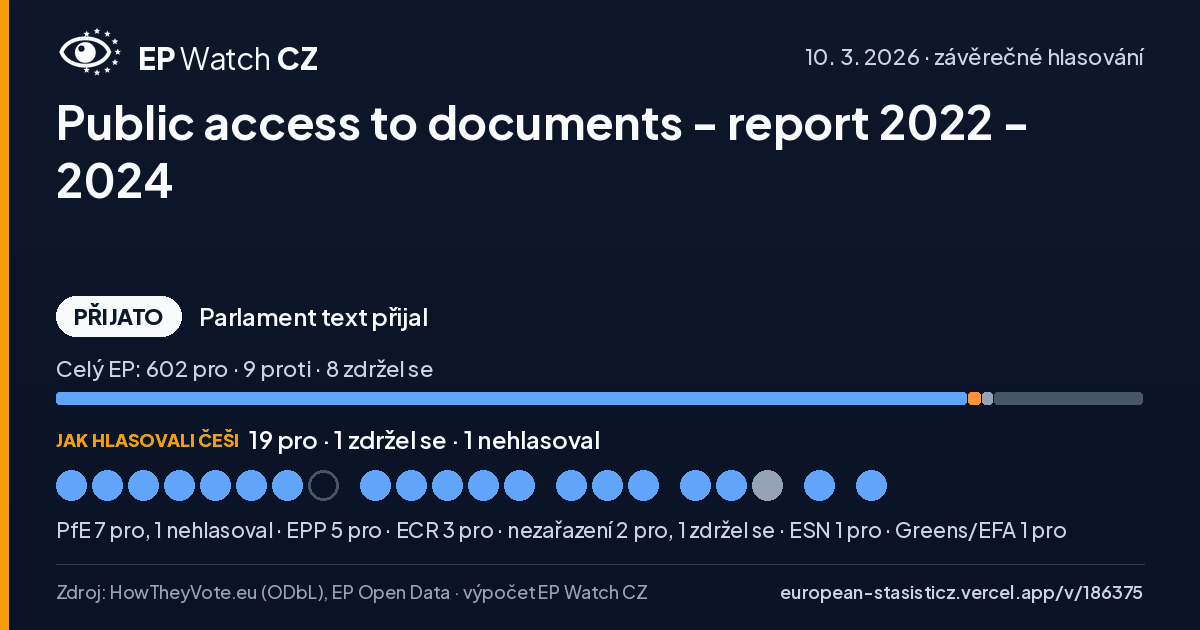 EP Watch CZ
10. 3. 2026 · závěrečné hlasování
Public access to documents – report 2022 –
2024
PŘIJATO
Parlament text přijal
Celý EP: 602 pro · 9 proti · 8 zdržel se
JAK HLASOVALI ČEŠI 19 pro · 1 zdržel se · 1 nehlasoval
PfE 7 pro, 1 nehlasoval · EPP 5 pro · ECR 3 pro · nezařazení 2 pro, 1 zdržel se · ESN 1 pro · Greens/EFA 1 pro
Zdroj: HowTheyVote.eu (ODbL), EP Open Data · výpočet EP Watch CZ
european-stasisticz.vercel.app/v/186375